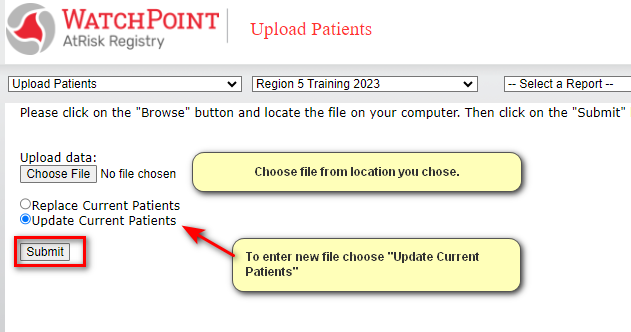 WATCHPOINT
AtRisk Registry
Upload Patients
Upload Patients
Region 5 Training 2023
-- Select a Report --
Please click on the "Browse" button and locate the file on your computer. Then click on the "Submit"
Upload data:
Choose File No file chosen
Choose file from location you chose.
Replace Current Patients
Update Current Patients
Submit
To enter new file choose "Update Current
Patients"